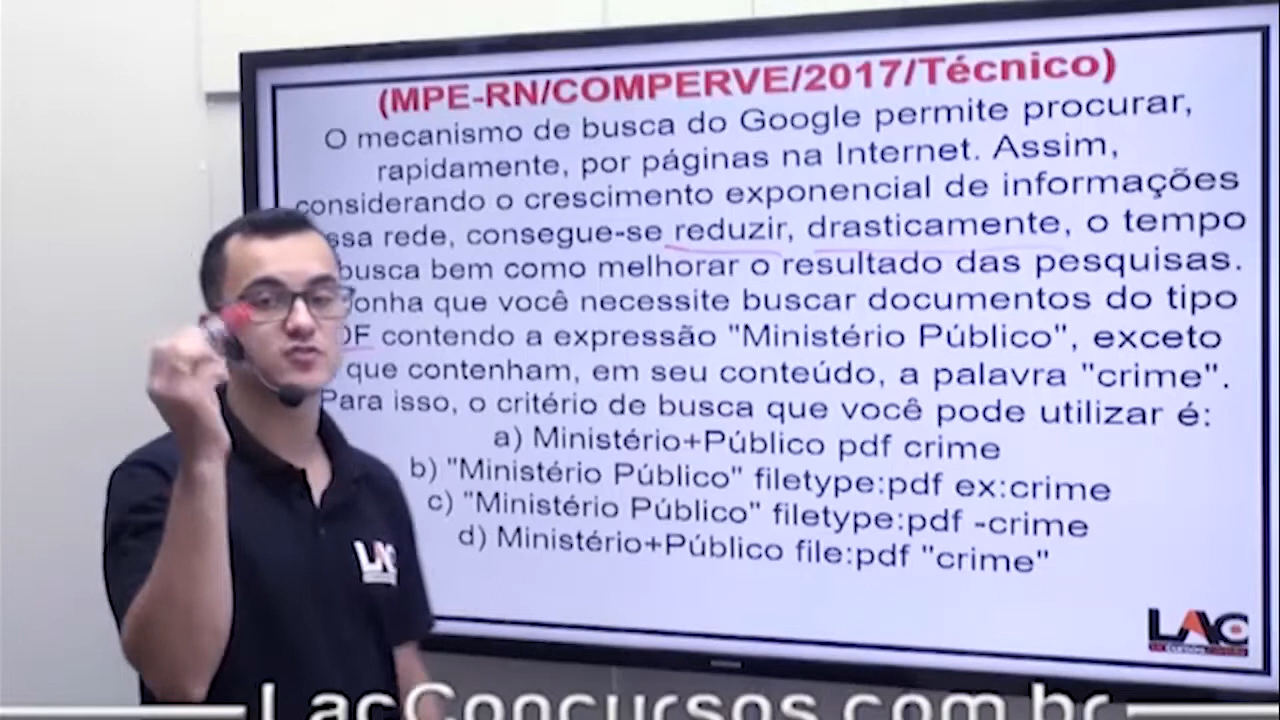 (MPE-RN/COMPERVE/2017/Técnico)
O mecanismo de busca do Google permite procurar,
rapidamente, por páginas na Internet. Assim,
considerando o crescimento exponencial de informações
ssa rede, consegue-se reduzir, drasticamente, o tempo
busca bem como melhorar o resultado das pesquisas.
onha que você necessite buscar documentos do tipo
DF contendo a expressão "Ministério Público", exceto
que contenham, em seu conteúdo, a palavra "crime".
Para isso, o critério de busca que você pode utilizar é:
a) Ministério+Público pdf crime
b) "Ministério Público" filetype:pdf ex:crime
c) "Ministério Público" filetype:pdf -crime
d) Ministério+Público file:pdf "crime"
LAC
LAC
LacConcursos.com.br